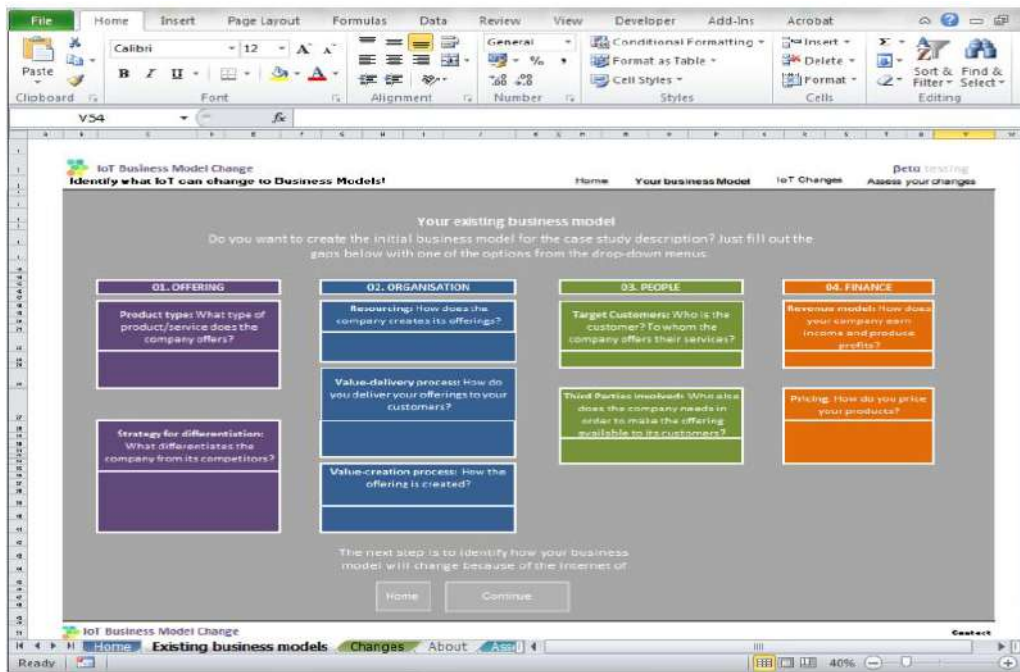 File Home Insert Page Layout Formulas Data Review View Developer Add-Ins Acrobat
Paste
Calibri 12 A A
B I U A
General
% ,
Conditional Formatting
Format as Table
Cell Styles
Insert
Delete
Format
Σ
Sort & Filter
Find & Select
Clipboard Font Alignment Number Styles Cells Editing
V54 fx
IoT Business Model Change
Identify what IoT can change to Business Models!
Home Your business Model IoT Changes Assess your changes
βeta testing
Your existing business model
Do you want to create the initial business model for the case study description? Just fill out the
gaps below with one of the options from the drop-down menus.
01. OFFERING
Product type: What type of
product/service does the
company offers?
Strategy for differentiation:
What differentiates the
company from its competitors?
02. ORGANISATION
Resourcing: How does the
company creates its offerings?
Value-delivery process: How do
you deliver your offerings to your
customers?
Value-creation process: How the
offering is created?
03. PEOPLE
Target Customers: Who is the
customer? To whom the
company offers their services?
Third Parties involved: Who else
does the company needs in
order to make the offering
available to its customers?
04. FINANCE
Revenue model: How does
your company earn
income and produce
profits?
Pricing: How do you price
your products?
The next step is to identify how your business
model will change because of the Internet of
Home Continue
IoT Business Model Change
Contact
Home Existing business models Changes About
Ready 40%